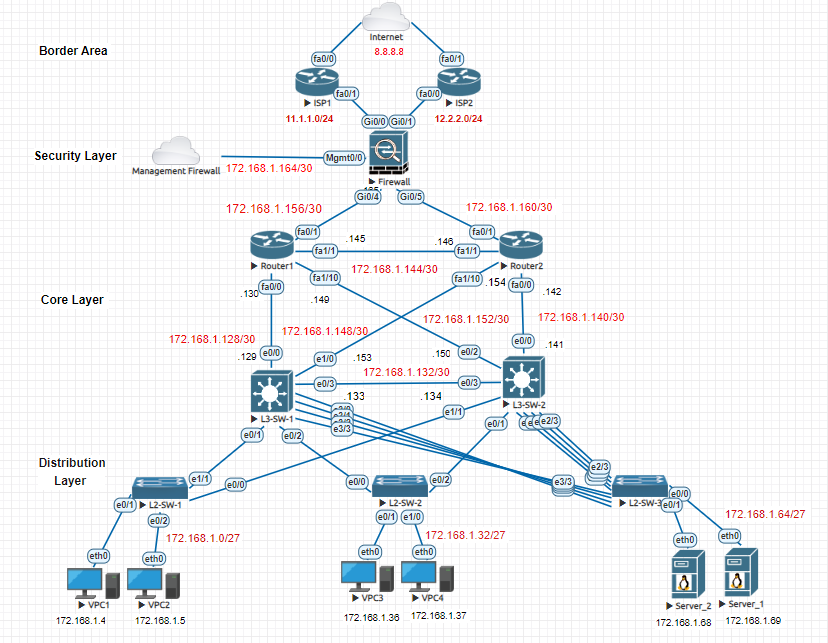 Internet
Border Area
8.8.8.8
fa0/0
fa0/1
ISP1
fa0/1
fa0/0
ISP2
11.1.1.0/24
Gi0/0
Gi0/1
12.2.2.0/24
Security Layer
Management Firewall
172.168.1.164/30
Mgmt0/0
Firewall
Gi0/4
Gi0/5
172.168.1.156/30
172.168.1.160/30
fa0/1
fa0/1
.145
.146
Router1
fa1/1
fa1/1
Router2
172.168.1.144/30
fa1/10
fa1/10
.154
.130
fa0/0
.149
fa0/0
.142
Core Layer
172.168.1.128/30
172.168.1.148/30
172.168.1.152/30
172.168.1.140/30
.129
e0/0
e1/0
.153
.150
e0/2
e0/0
.141
172.168.1.132/30
e0/3
e0/3
.133
.134
L3-SW-1
L3-SW-2
e3/3
e1/1
e0/1
e2/3
e0/1
e0/2
Distribution
Layer
e1/1
e0/0
e0/0
e0/2
e2/3
e3/3
L2-SW-1
L2-SW-2
L2-SW-3
e0/0
e0/1
e0/1
e0/2
e0/1
e1/0
172.168.1.0/27
172.168.1.32/27
172.168.1.64/27
eth0
eth0
eth0
eth0
eth0
eth0
VPC1
VPC2
VPC3
VPC4
Server_2
Server_1
172.168.1.4
172.168.1.5
172.168.1.36
172.168.1.37
172.168.1.68
172.168.1.69